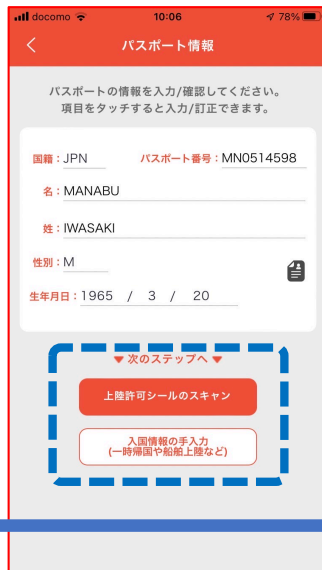 docomo 10:06 78%
パスポート情報
パスポートの情報を入力/確認してください。
項目をタッチすると入力/訂正できます。
国籍：JPN パスポート番号：MN0514598
名：MANABU
姓：IWASAKI
性別：M
生年月日：1965 / 3 / 20
▼ 次のステップへ ▼
上陸許可シールのスキャン
入国情報の手入力
(一時帰国や船舶上陸など)